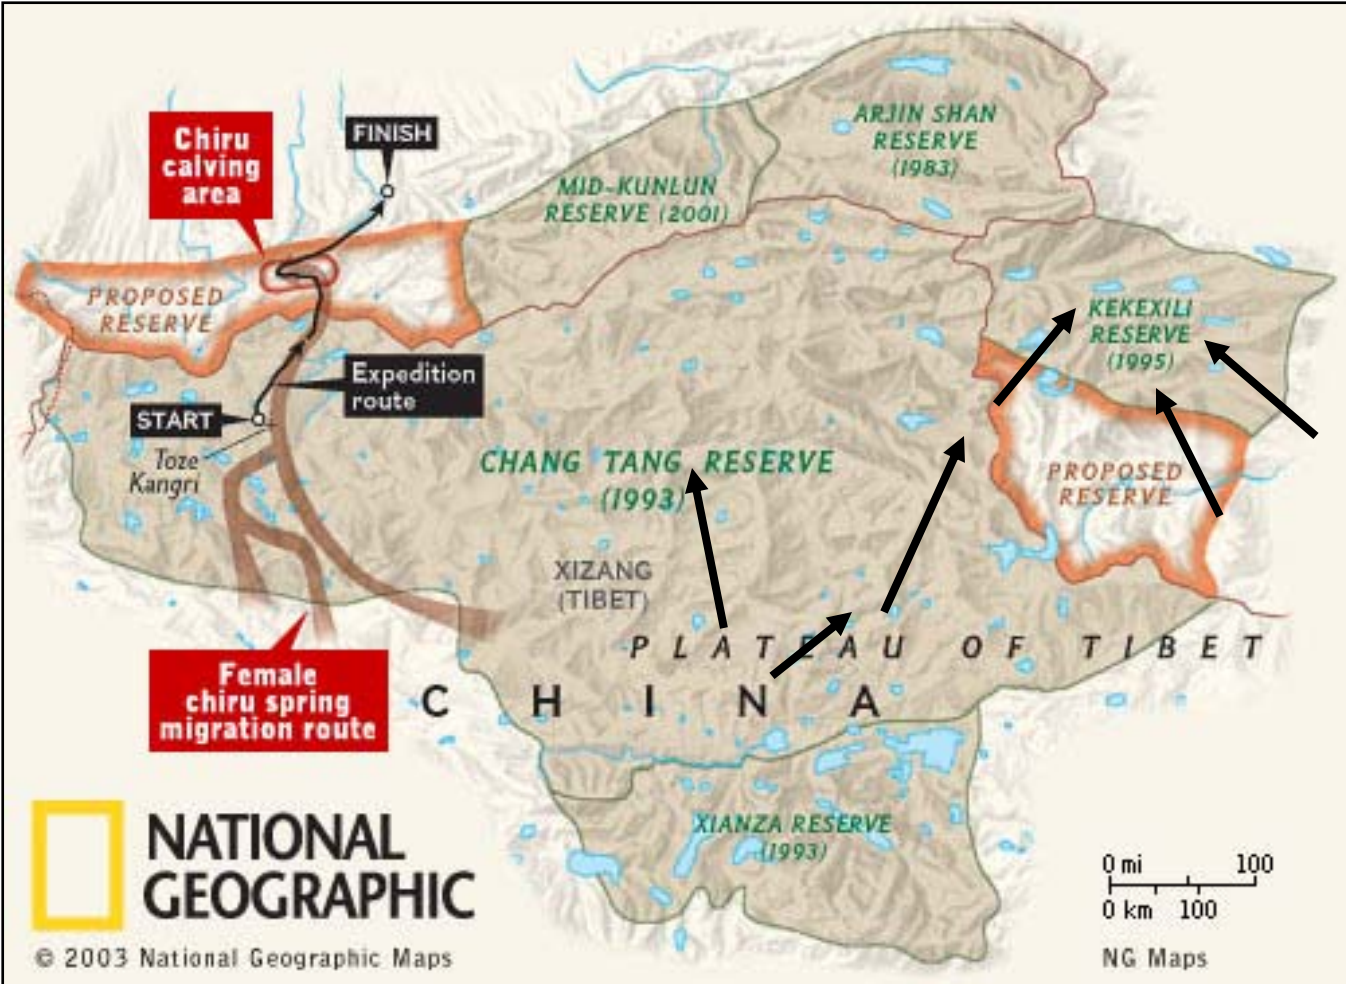 Chiru
calving
area
FINISH
ARJIN SHAN
RESERVE
(1983)
MID-KUNLUN
RESERVE (2001)
PROPOSED
RESERVE
KEKEXILI
RESERVE
(1995)
Expedition
route
START
Toze
Kangri
CHANG TANG RESERVE
(1993)
PROPOSED
RESERVE
XIZANG
(TIBET)
PLATEAU OF TIBET
CHINA
Female
chiru spring
migration route
XIANZA RESERVE
(1993)
NATIONAL
GEOGRAPHIC
© 2003 National Geographic Maps
0 mi 100
0 km 100
NG Maps